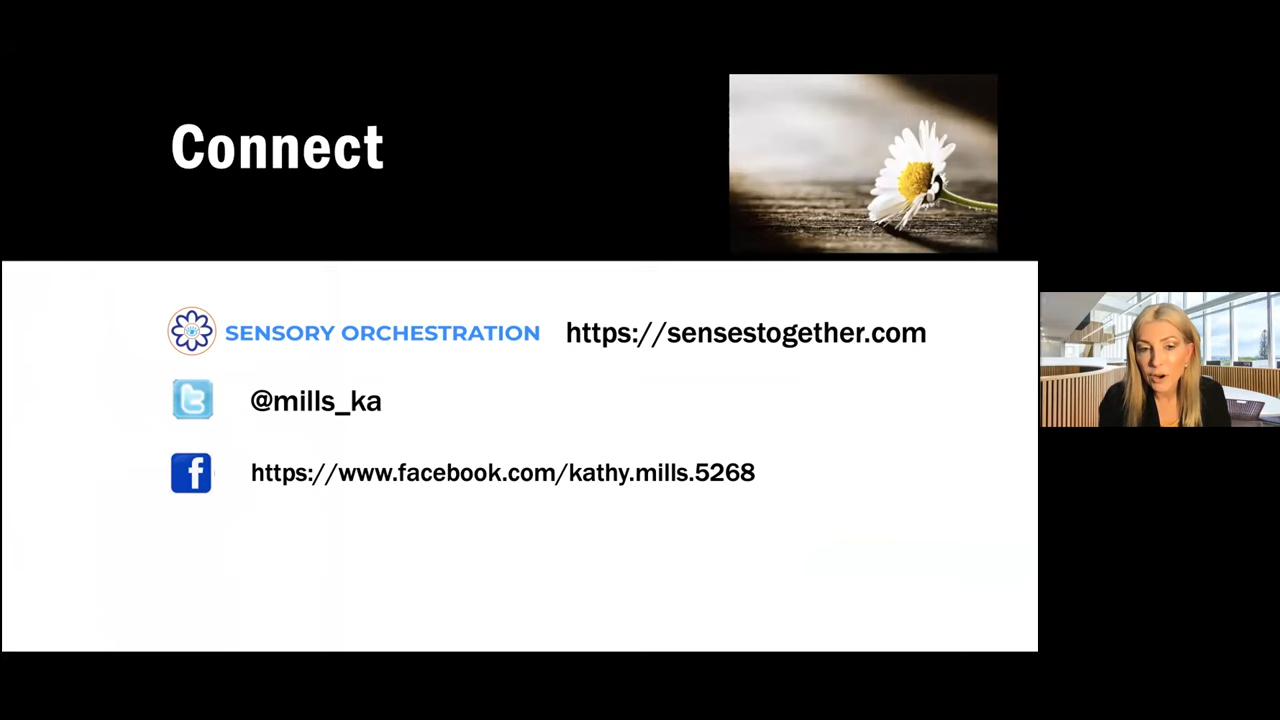 Connect
SENSORY ORCHESTRATION https://sensestogether.com
@mills_ka
https://www.facebook.com/kathy.mills.5268